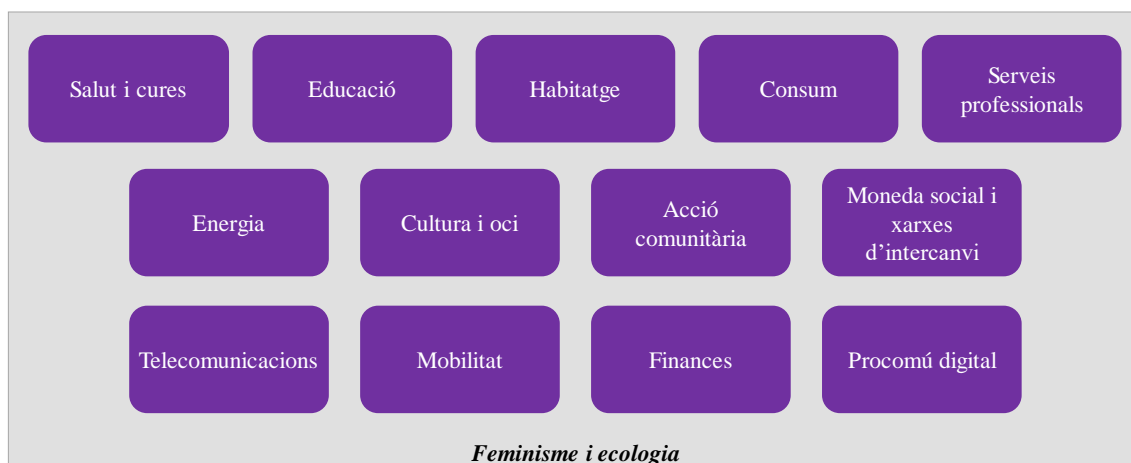 Salut i cures
Educació
Habitatge
Consum
Serveis
professionals
Energia
Cultura i oci
Acció
comunitària
Moneda social i
xarxes
d’intercanvi
Telecomunicacions
Mobilitat
Finances
Procomú digital
Feminisme i ecologia